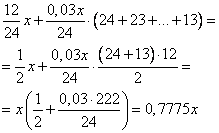 12/24 x + 0,03x/24 · (24 + 23 + ... + 13) =
= 1/2 x + 0,03x/24 · (24 + 13) · 12/2 =
= x(1/2 + 0,03 · 222/24) = 0,7775x